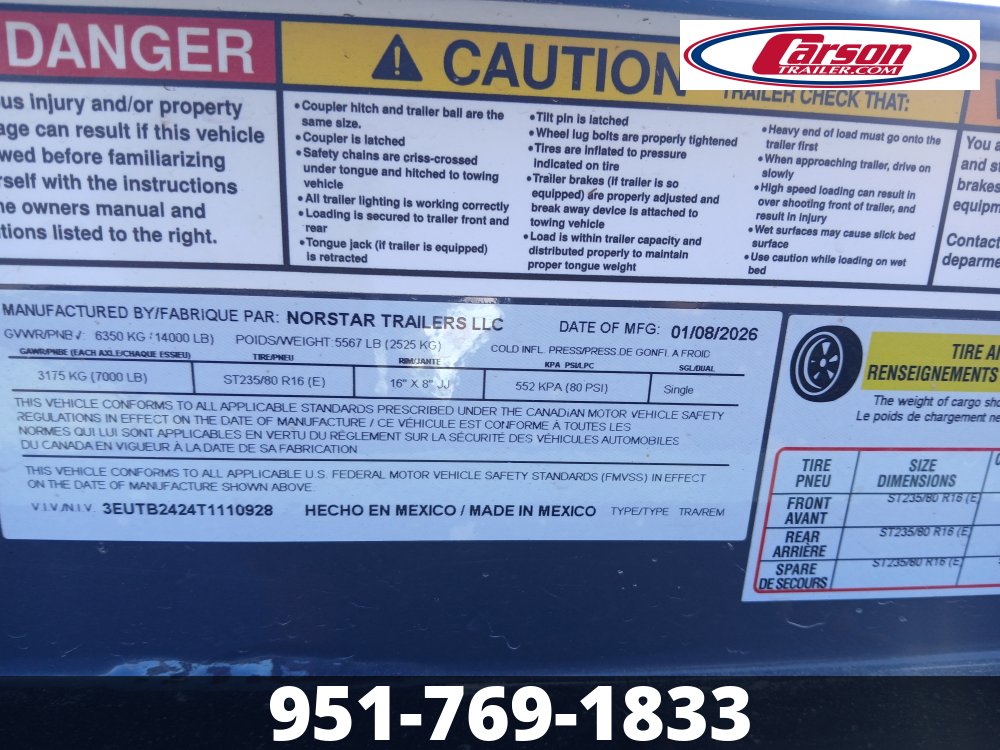 DANGER
us injury and/or property
age can result if this vehicle
wed before familiarizing
rself with the instructions
ne owners manual and
tions listed to the right.
CAUTION
TRAILER CHECK THAT:
Carson
TRAILER.COM
•Coupler hitch and trailer ball are the
same size.
•Coupler is latched
•Safety chains are criss-crossed
under tongue and hitched to towing
vehicle
•All trailer lighting is working correctly
•Loading is secured to trailer front and
rear
•Tongue jack (if trailer is equipped)
is retracted
•Tilt pin is latched
•Wheel lug bolts are properly tightened
•Tires are inflated to pressure
indicated on tire
•Trailer brakes (if trailer is so
equipped) are properly adjusted and
break away device is attached to
towing vehicle
•Load is within trailer capacity and
distributed properly to maintain
proper tongue weight
•Heavy end of load must go onto the
trailer first
•When approaching trailer, drive on
slowly
•High speed loading can result in
over shooting front of trailer, and
result in injury
•Wet surfaces may cause slick bed
surface
•Use caution while loading on wet
bed
You a
and s
brakes
equipm
Contact
deparme
MANUFACTURED BY/FABRIQUE PAR: NORSTAR TRAILERS LLC
DATE OF MFG: 01/08/2026
GVWR/PNBV: 6350 KG (14000 LB) POIDS/WEIGHT: 5567 LB (2525 KG)
COLD INFL. PRESS/PRESS.DE GONFL A FROID
GAWR/PNBE (EACH AXLE/CHAQUE ESSIEU) TIRE/PNEU RIM/JANTE KPA PSI/LPC SGL/DUAL
3175 KG (7000 LB) ST235/80 R16 (E) 16" X 8" JJ 552 KPA (80 PSI) Single
THIS VEHICLE CONFORMS TO ALL APPLICABLE STANDARDS PRESCRIBED UNDER THE CANADIAN MOTOR VEHICLE SAFETY
REGULATIONS IN EFFECT ON THE DATE OF MANUFACTURE / CE VÉHICULE EST CONFORME À TOUTES LES
NORMES QUI LUI SONT APPLICABLES EN VERTU DU RÈGLEMENT SUR LA SÉCURITÉ DES VÉHICULES AUTOMOBILES
DU CANADA EN VIGUEUR À LA DATE DE SA FABRICATION
THIS VEHICLE CONFORMS TO ALL APPLICABLE U.S. FEDERAL MOTOR VEHICLE SAFETY STANDARDS (FMVSS) IN EFFECT
ON THE DATE OF MANUFACTURE SHOWN ABOVE.
V.I.V./N.I.V. 3EUTB2424T1110928 HECHO EN MEXICO / MADE IN MEXICO TYPE/TYPE TRA/REM
TIRE AN
RENSEIGNEMENTS
The weight of cargo sho
Le poids de chargement ne
TIRE
PNEU
SIZE
DIMENSIONS
FRONT
AVANT
ST235/80 R16 (E
REAR
ARRIÈRE
ST235/80 R16 (E
SPARE
DE SECOURS
ST235/80 R16 (E
951-769-1833